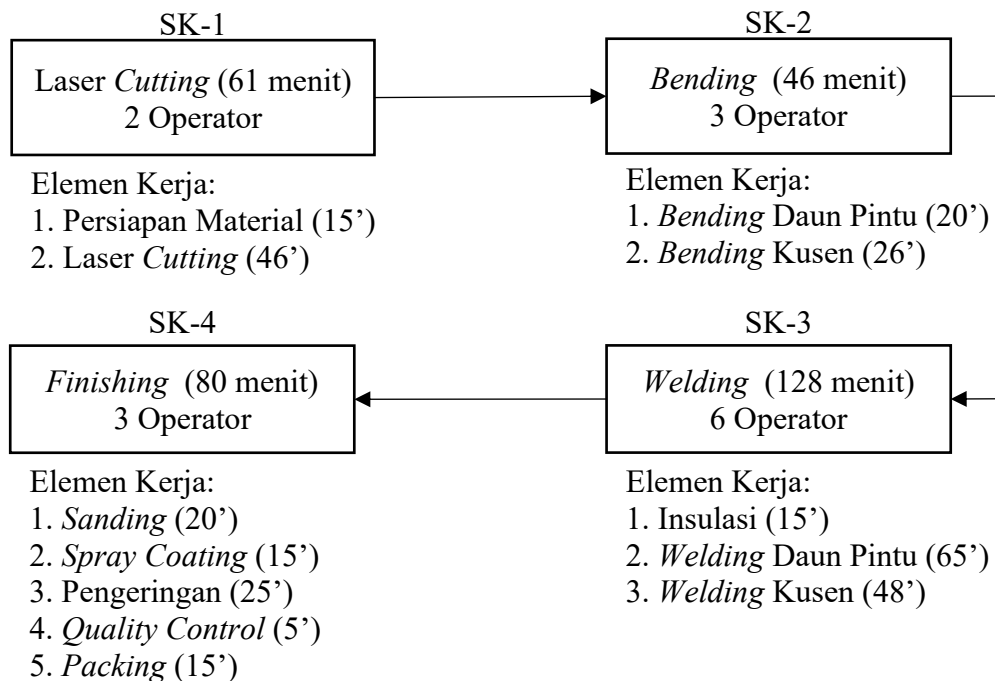 SK-1
Laser Cutting (61 menit)
2 Operator
Elemen Kerja:
1. Persiapan Material (15’)
2. Laser Cutting (46’)
SK-2
Bending (46 menit)
3 Operator
Elemen Kerja:
1. Bending Daun Pintu (20’)
2. Bending Kusen (26’)
SK-3
Welding (128 menit)
6 Operator
Elemen Kerja:
1. Insulasi (15’)
2. Welding Daun Pintu (65’)
3. Welding Kusen (48’)
SK-4
Finishing (80 menit)
3 Operator
Elemen Kerja:
1. Sanding (20’)
2. Spray Coating (15’)
3. Pengeringan (25’)
4. Quality Control (5’)
5. Packing (15’)